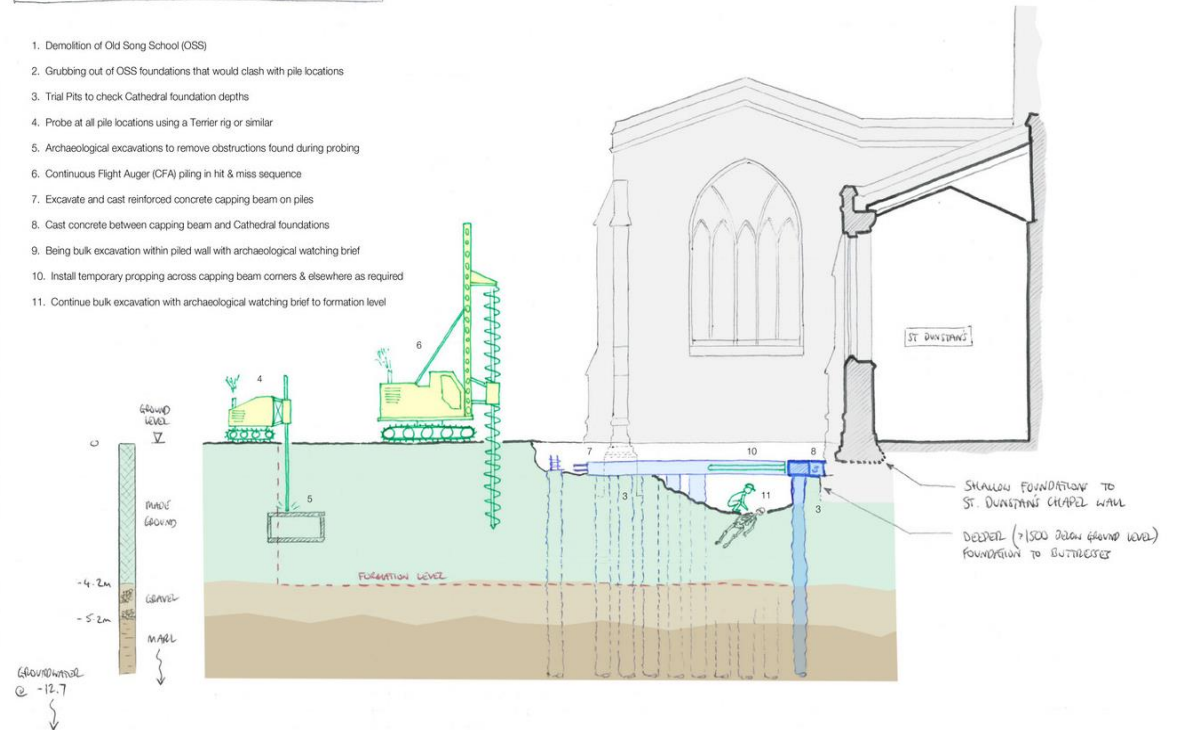 1. Demolition of Old Song School (OSS)
2. Grubbing out of OSS foundations that would clash with pile locations
3. Trial Pits to check Cathedral foundation depths
4. Probe at all pile locations using a Terrier rig or similar
5. Archaeological excavations to remove obstructions found during probing
6. Continuous Flight Auger (CFA) piling in hit & miss sequence
7. Excavate and cast reinforced concrete capping beam on piles
8. Cast concrete between capping beam and Cathedral foundations
9. Being bulk excavation within piled wall with archaeological watching brief
10. Install temporary propping across capping beam corners & elsewhere as required
11. Continue bulk excavation with archaeological watching brief to formation level
6
4
ST DUNSTAN'S
GROUND
LEVEL
0
7
10
8
5
3
11
3
MADE
GROUND
SHALLOW FOUNDATION TO
ST. DUNSTAN'S CHAPEL WALL
DEEPER (>1500 BELOW GROUND LEVEL)
FOUNDATION TO BUTTRESSES
FORMATION LEVEL
-4.2m
GRAVEL
-5.2m
MARL
GROUNDWATER
@ -12.7